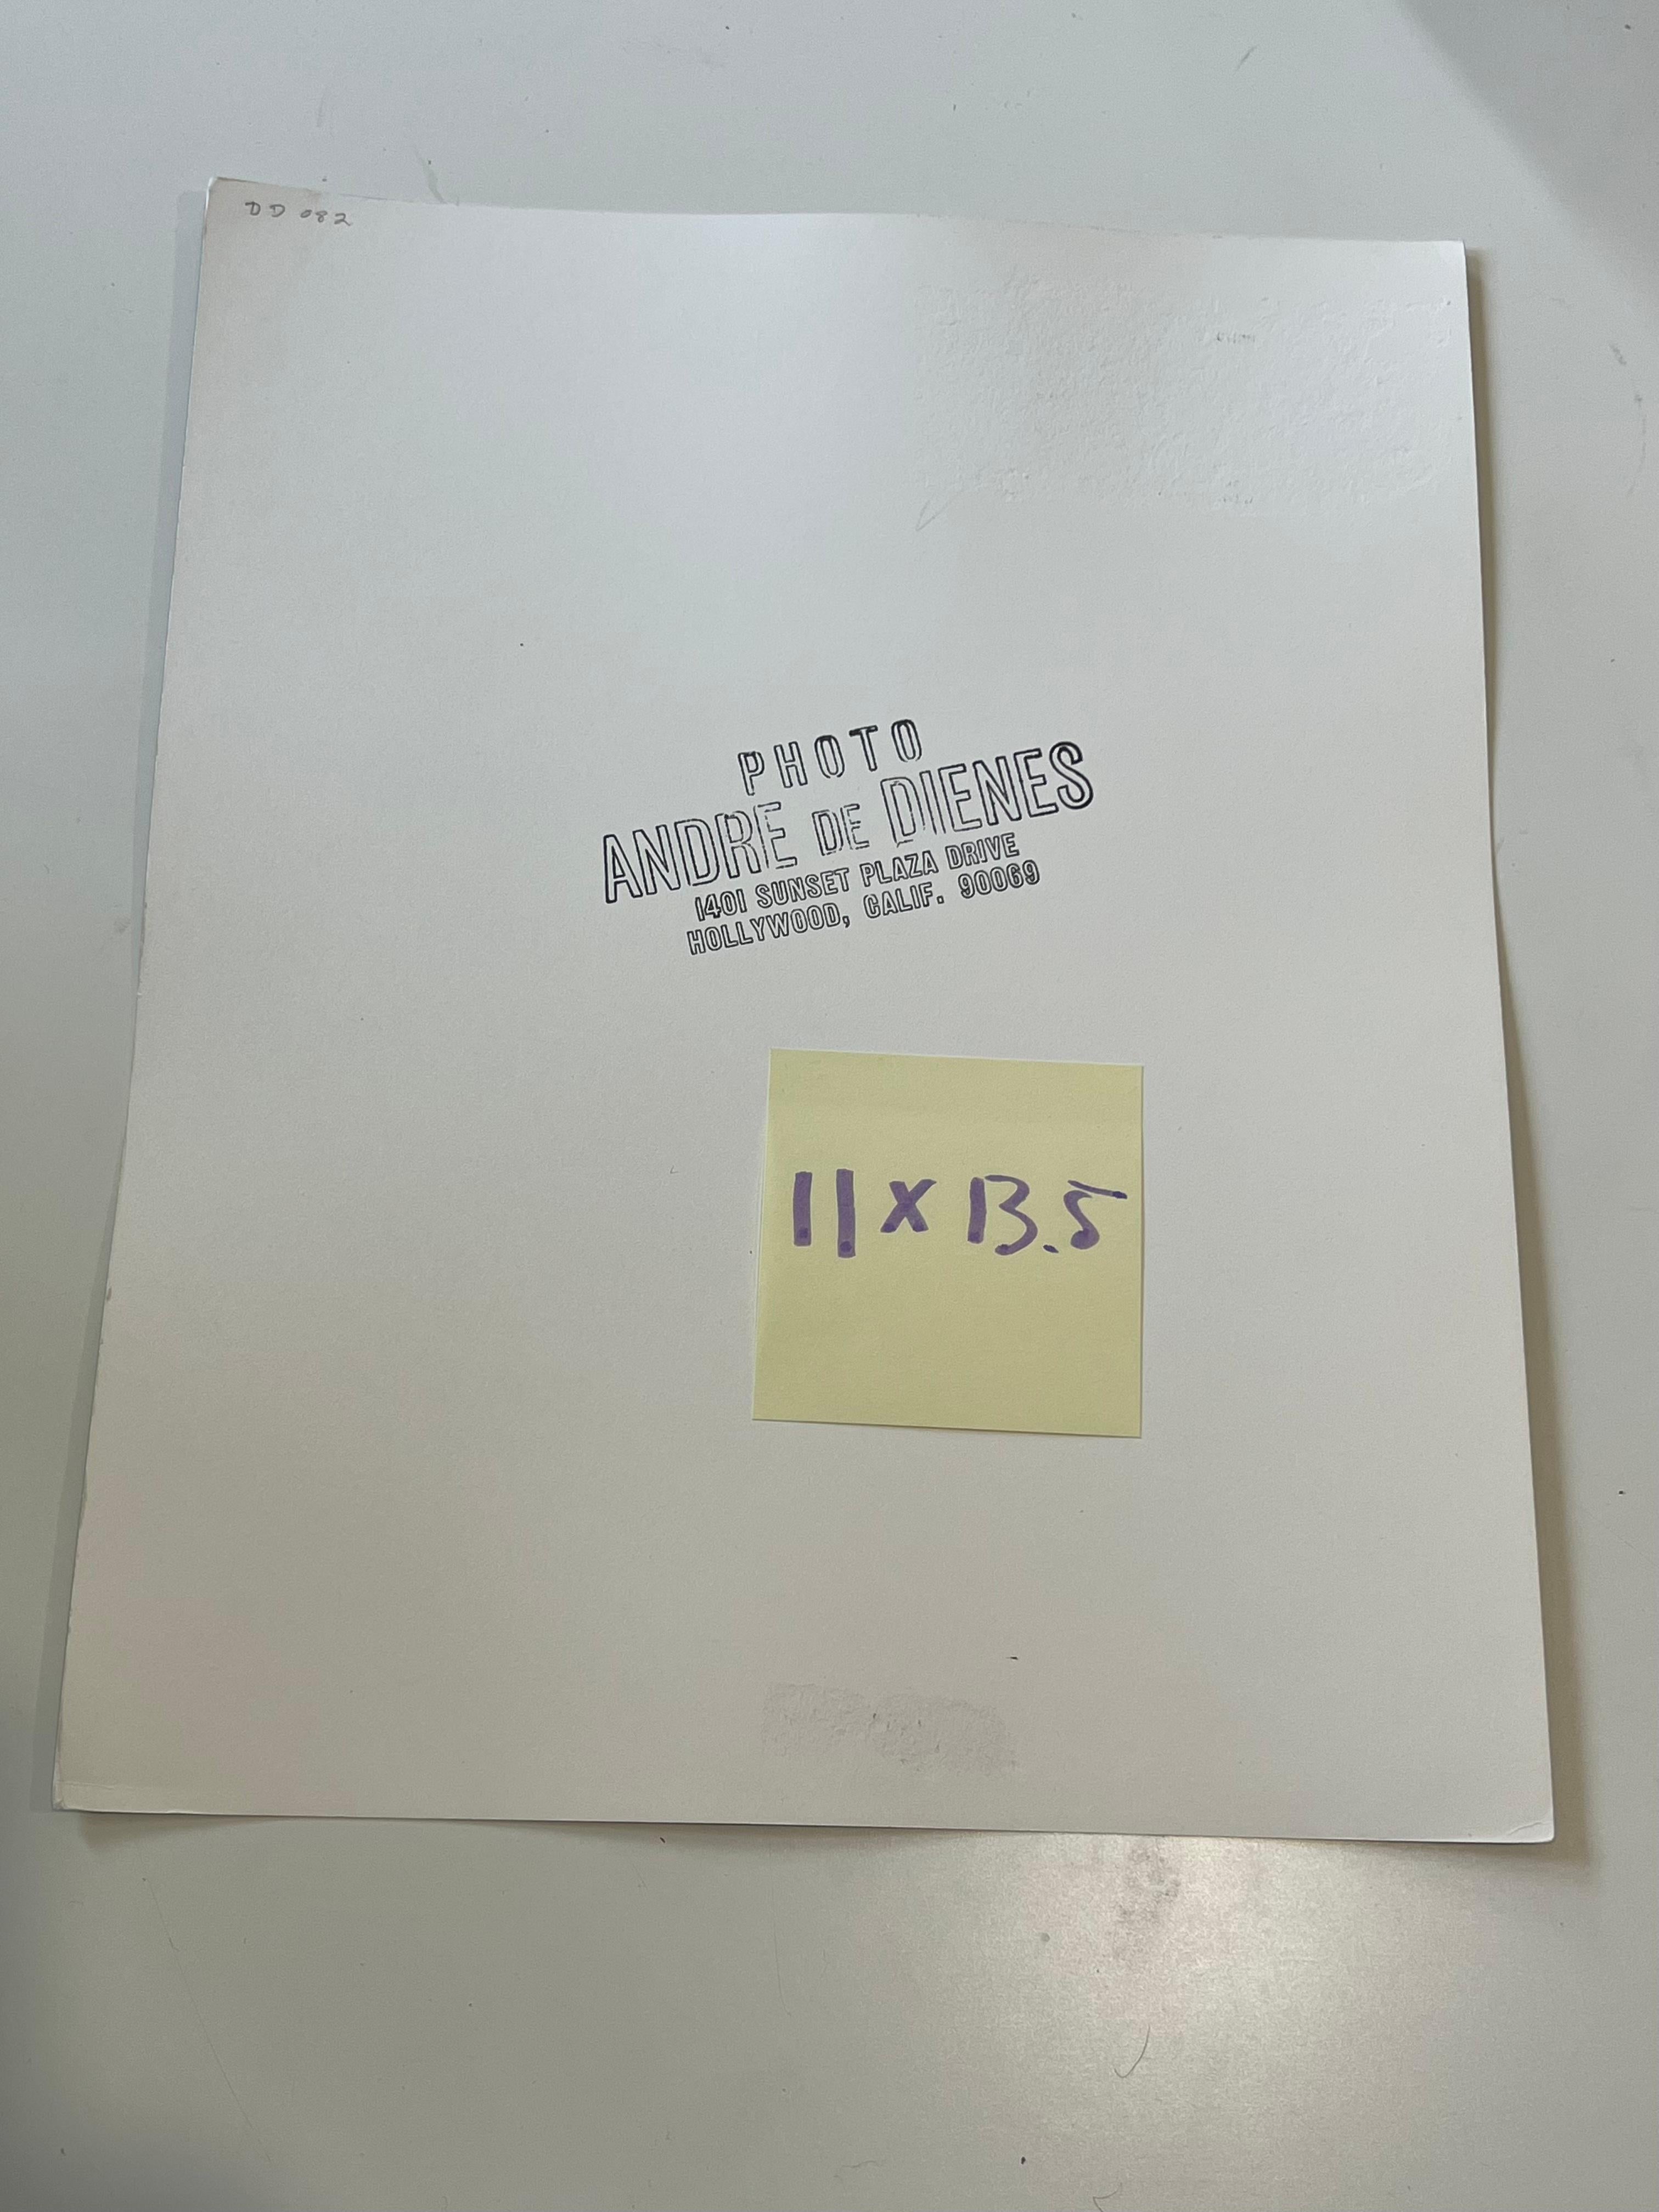 DD 082
PHOTO
ANDRE DE DIENES
1401 SUNSET PLAZA DRIVE
HOLLYWOOD, CALIF. 90069
11 x 13.5